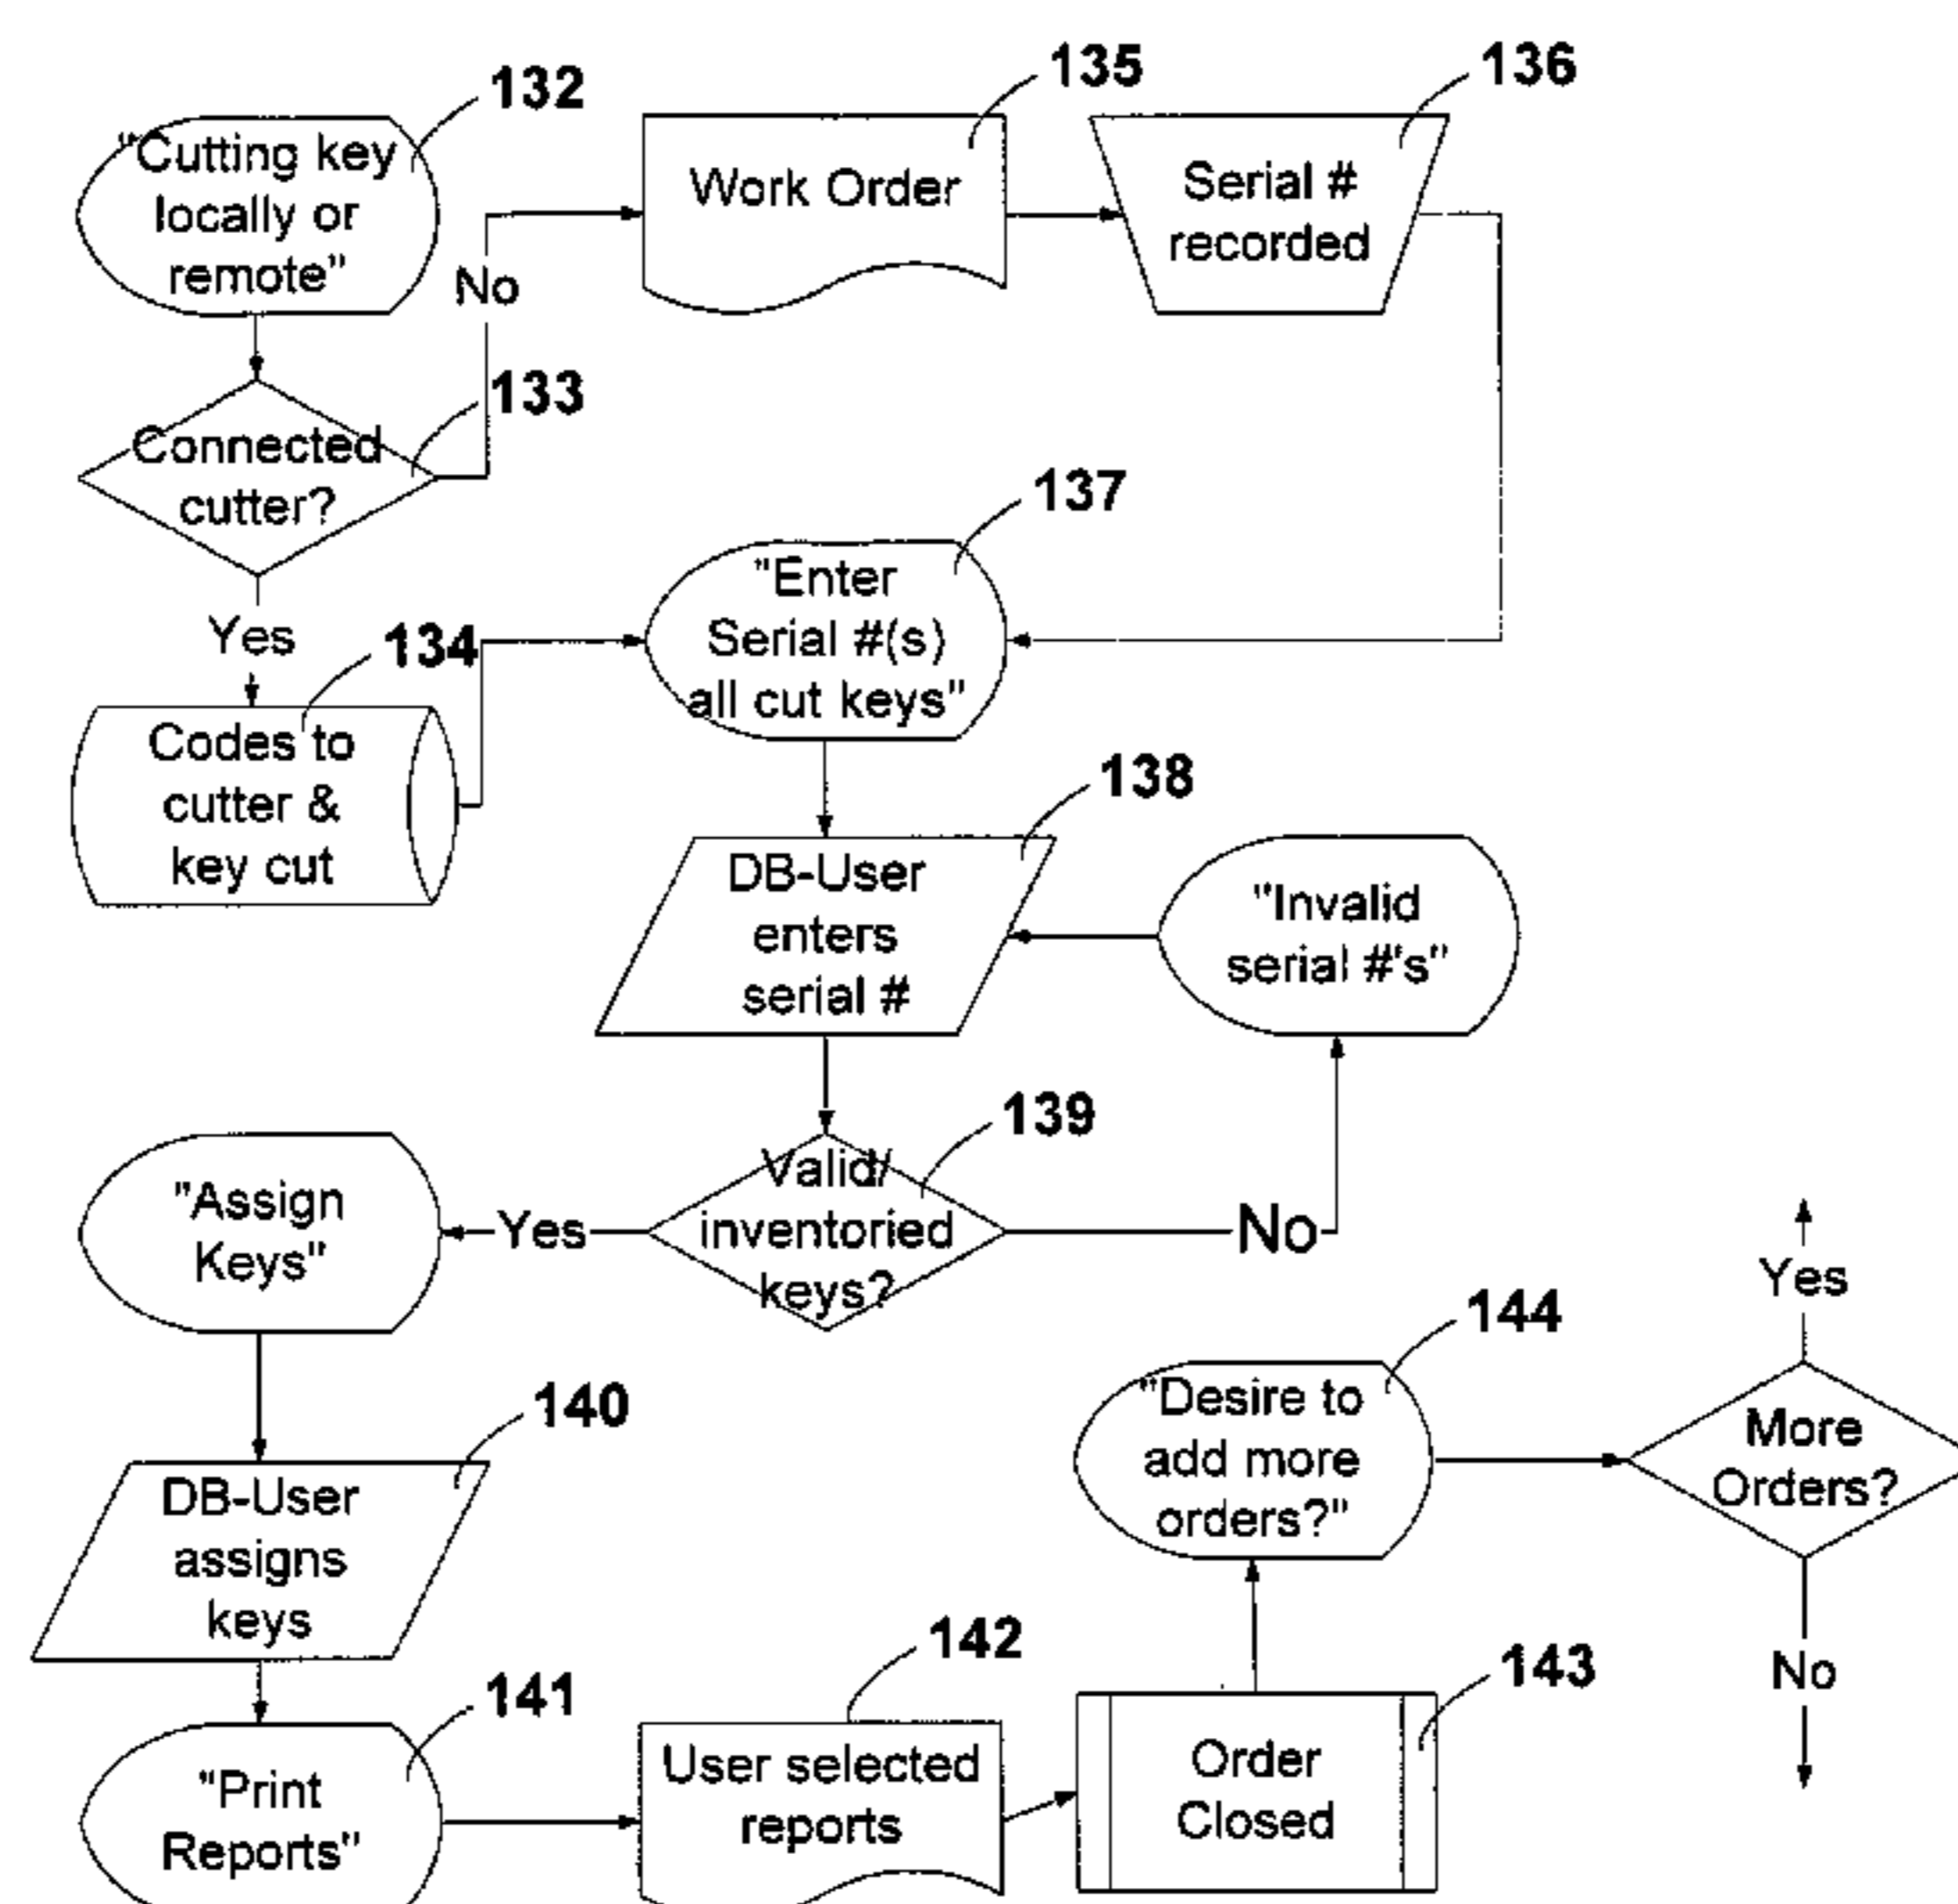 132
"Cutting key
locally or
remote"
135
Work Order
136
Serial #
recorded
No
133
Connected
cutter?
Yes
134
Codes to
cutter &
key cut
137
"Enter
Serial #(s)
all cut keys"
138
DB-User
enters
serial #
"Invalid
serial #'s"
139
Valid/
inventoried
keys?
Yes
No
"Assign
Keys"
140
DB-User
assigns
keys
141
"Print
Reports"
142
User selected
reports
143
Order
Closed
144
"Desire to
add more
orders?"
More
Orders?
Yes
No